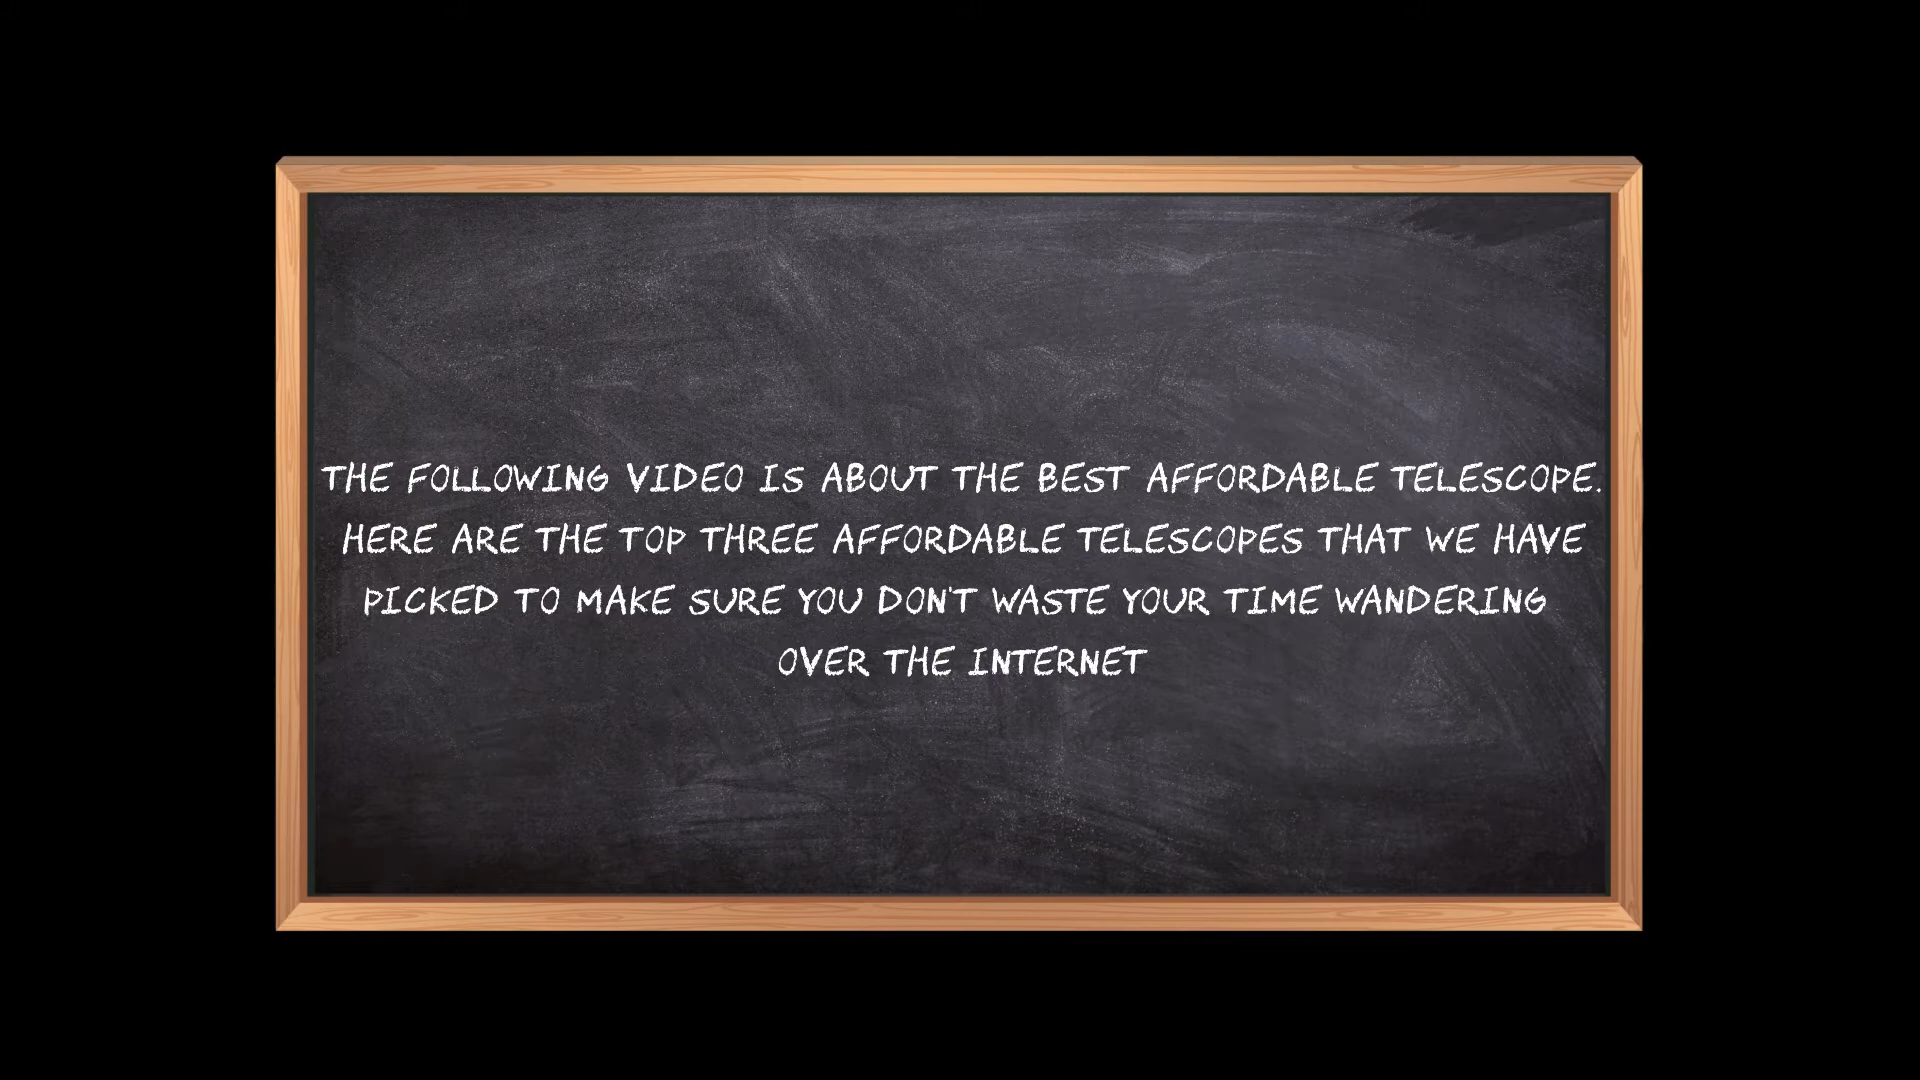 THE FOLLOWING VIDEO IS ABOUT THE BEST AFFORDABLE TELESCOPE.
HERE ARE THE TOP THREE AFFORDABLE TELESCOPES THAT WE HAVE
PICKED TO MAKE SURE YOU DON'T WASTE YOUR TIME WANDERING
OVER THE INTERNET